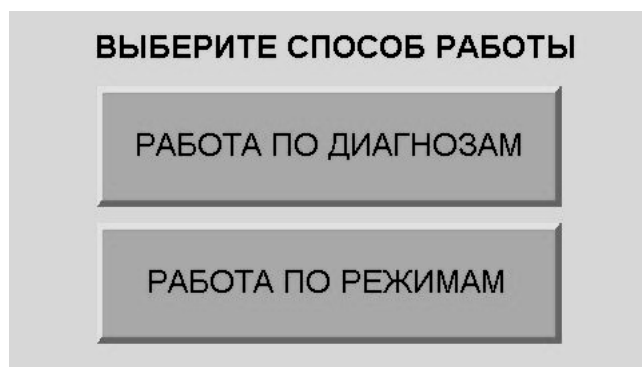 ВЫБЕРИТЕ СПОСОБ РАБОТЫ
РАБОТА ПО ДИАГНОЗАМ
РАБОТА ПО РЕЖИМАМ